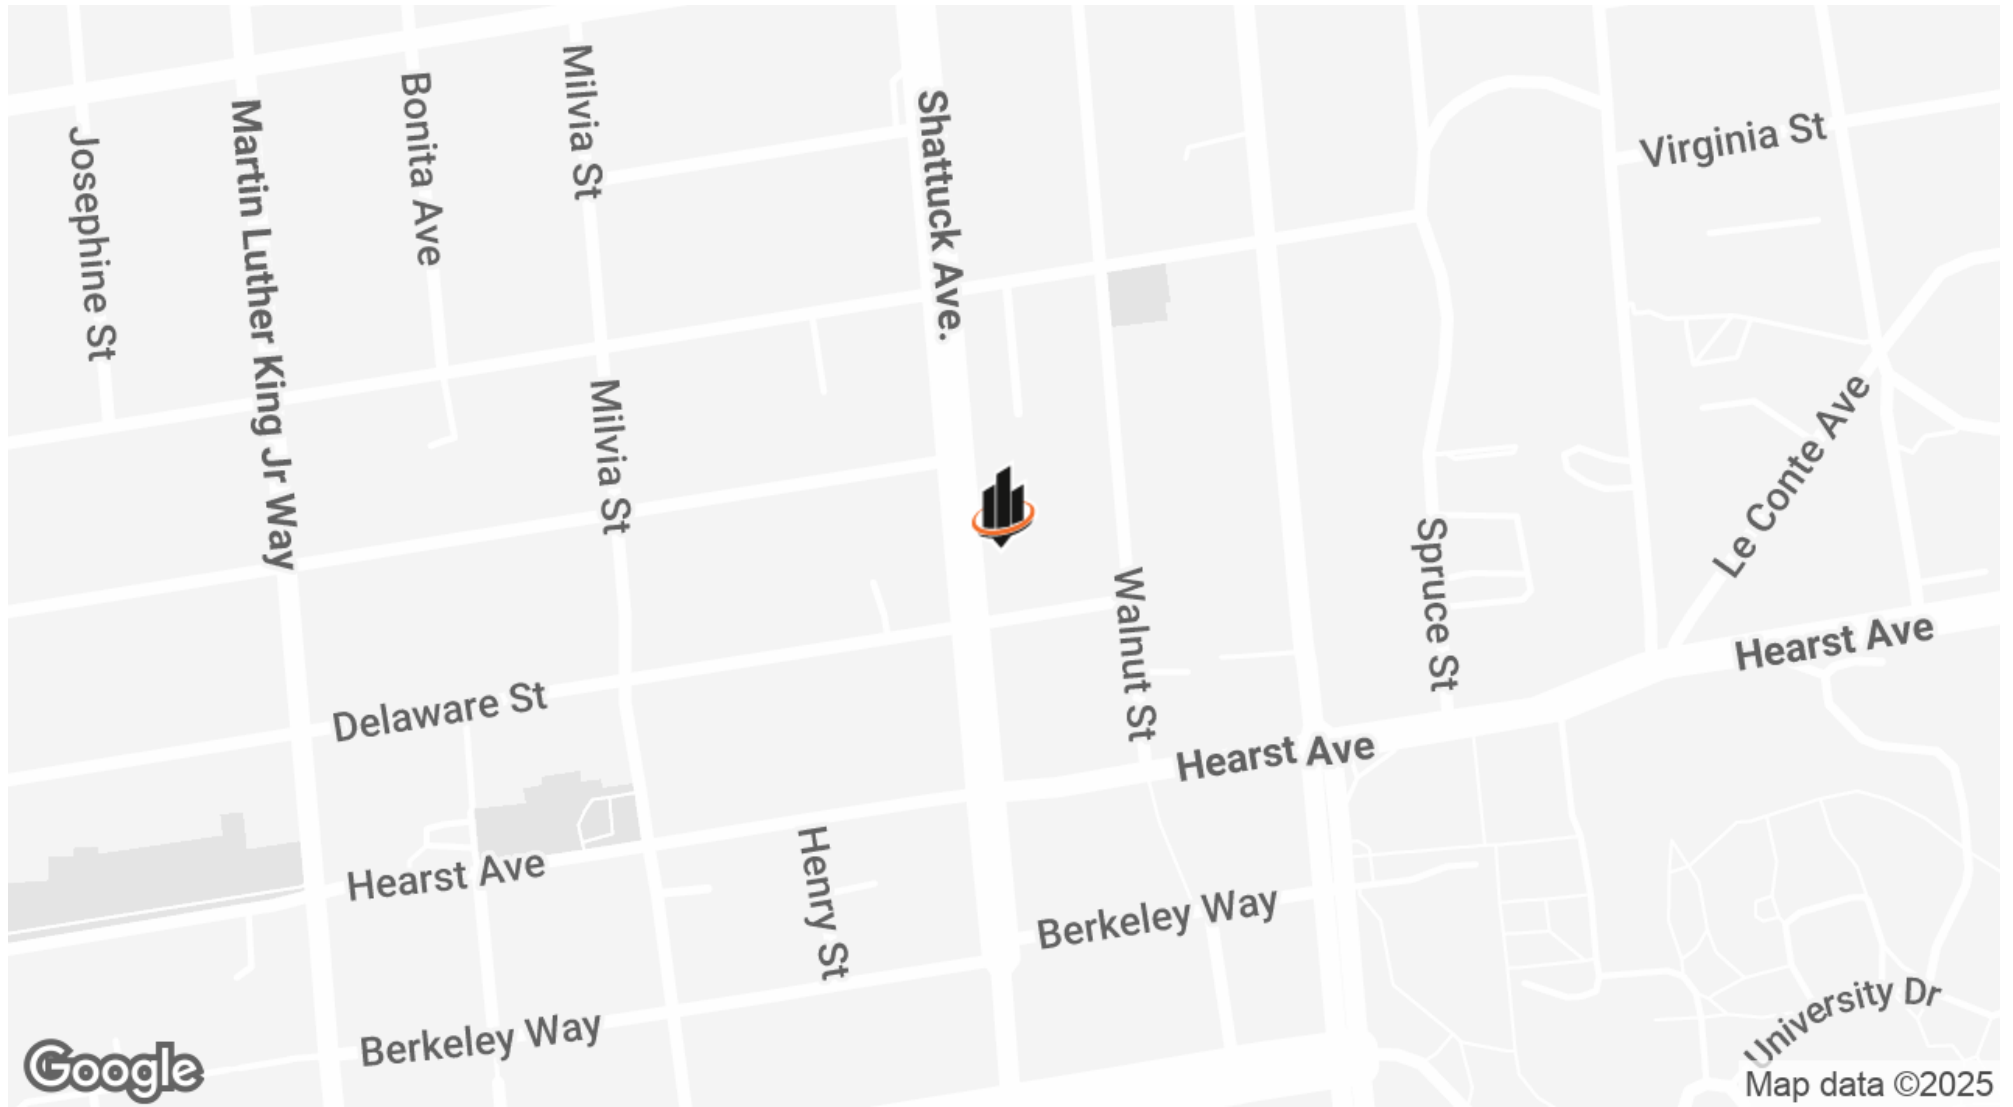 Josephine St
Martin Luther King Jr Way
Bonita Ave
Milvia St
Shattuck Ave.
Virginia St
Milvia St
Le Conte Ave
Spruce St
Walnut St
Hearst Ave
Delaware St
Hearst Ave
Hearst Ave
Henry St
Berkeley Way
Berkeley Way
University Dr
Google
Map data ©2025